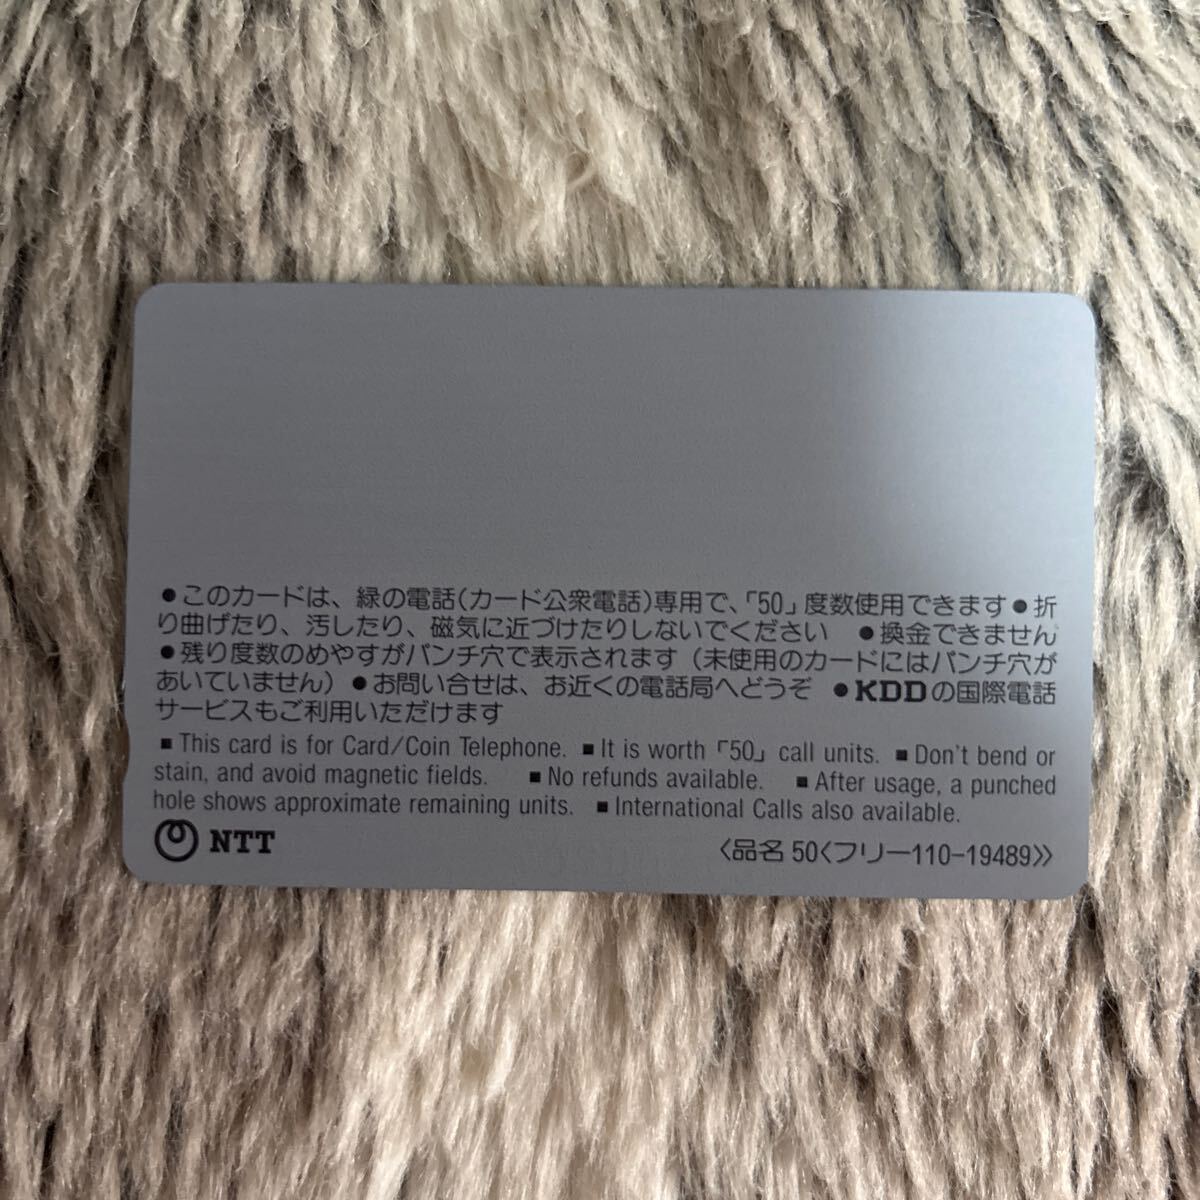 ●このカードは、緑の電話(カード公衆電話)専用で、「50」度数使用できます●折
り曲げたり、汚したり、磁気に近づけたりしないでください ●換金できません
●残り度数のめやすがパンチ穴で表示されます(未使用のカードにはパンチ穴が
あいていません)●お問い合せは、お近くの電話局へどうぞ ●KDDの国際電話
サービスもご利用いただけます
■This card is for Card/Coin Telephone. ■It is worth「50」call units. ■Don't bend or
stain, and avoid magnetic fields. ■No refunds available. ■After usage, a punched
hole shows approximate remaining units. ■International Calls also available.
NTT 〈品名 50〈フリー110-19489〉〉